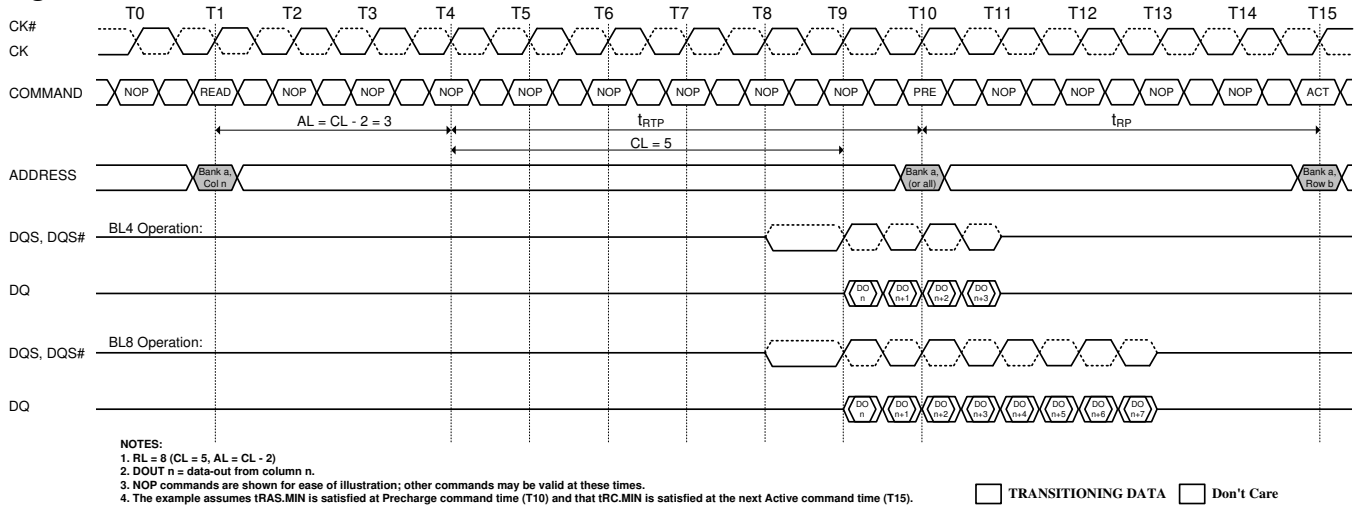 T0 T1 T2 T3 T4 T5 T6 T7 T8 T9 T10 T11 T12 T13 T14 T15
CK#
CK
COMMAND NOP READ NOP NOP NOP NOP NOP NOP NOP NOP PRE NOP NOP NOP NOP ACT
AL = CL - 2 = 3 tRTP tRP
CL = 5
ADDRESS
Bank a, Col n
Bank a, (or all)
Bank a, Row b
BL4 Operation:
DQS, DQS#
DQ
DO n DO n+1 DO n+2 DO n+3
BL8 Operation:
DQS, DQS#
DQ
DO n DO n+1 DO n+2 DO n+3 DO n+4 DO n+5 DO n+6 DO n+7
NOTES:
1. RL = 8 (CL = 5, AL = CL - 2)
2. DOUT n = data-out from column n.
3. NOP commands are shown for ease of illustration; other commands may be valid at these times.
4. The example assumes tRAS.MIN is satisfied at Precharge command time (T10) and that tRC.MIN is satisfied at the next Active command time (T15).
TRANSITIONING DATA Don't Care